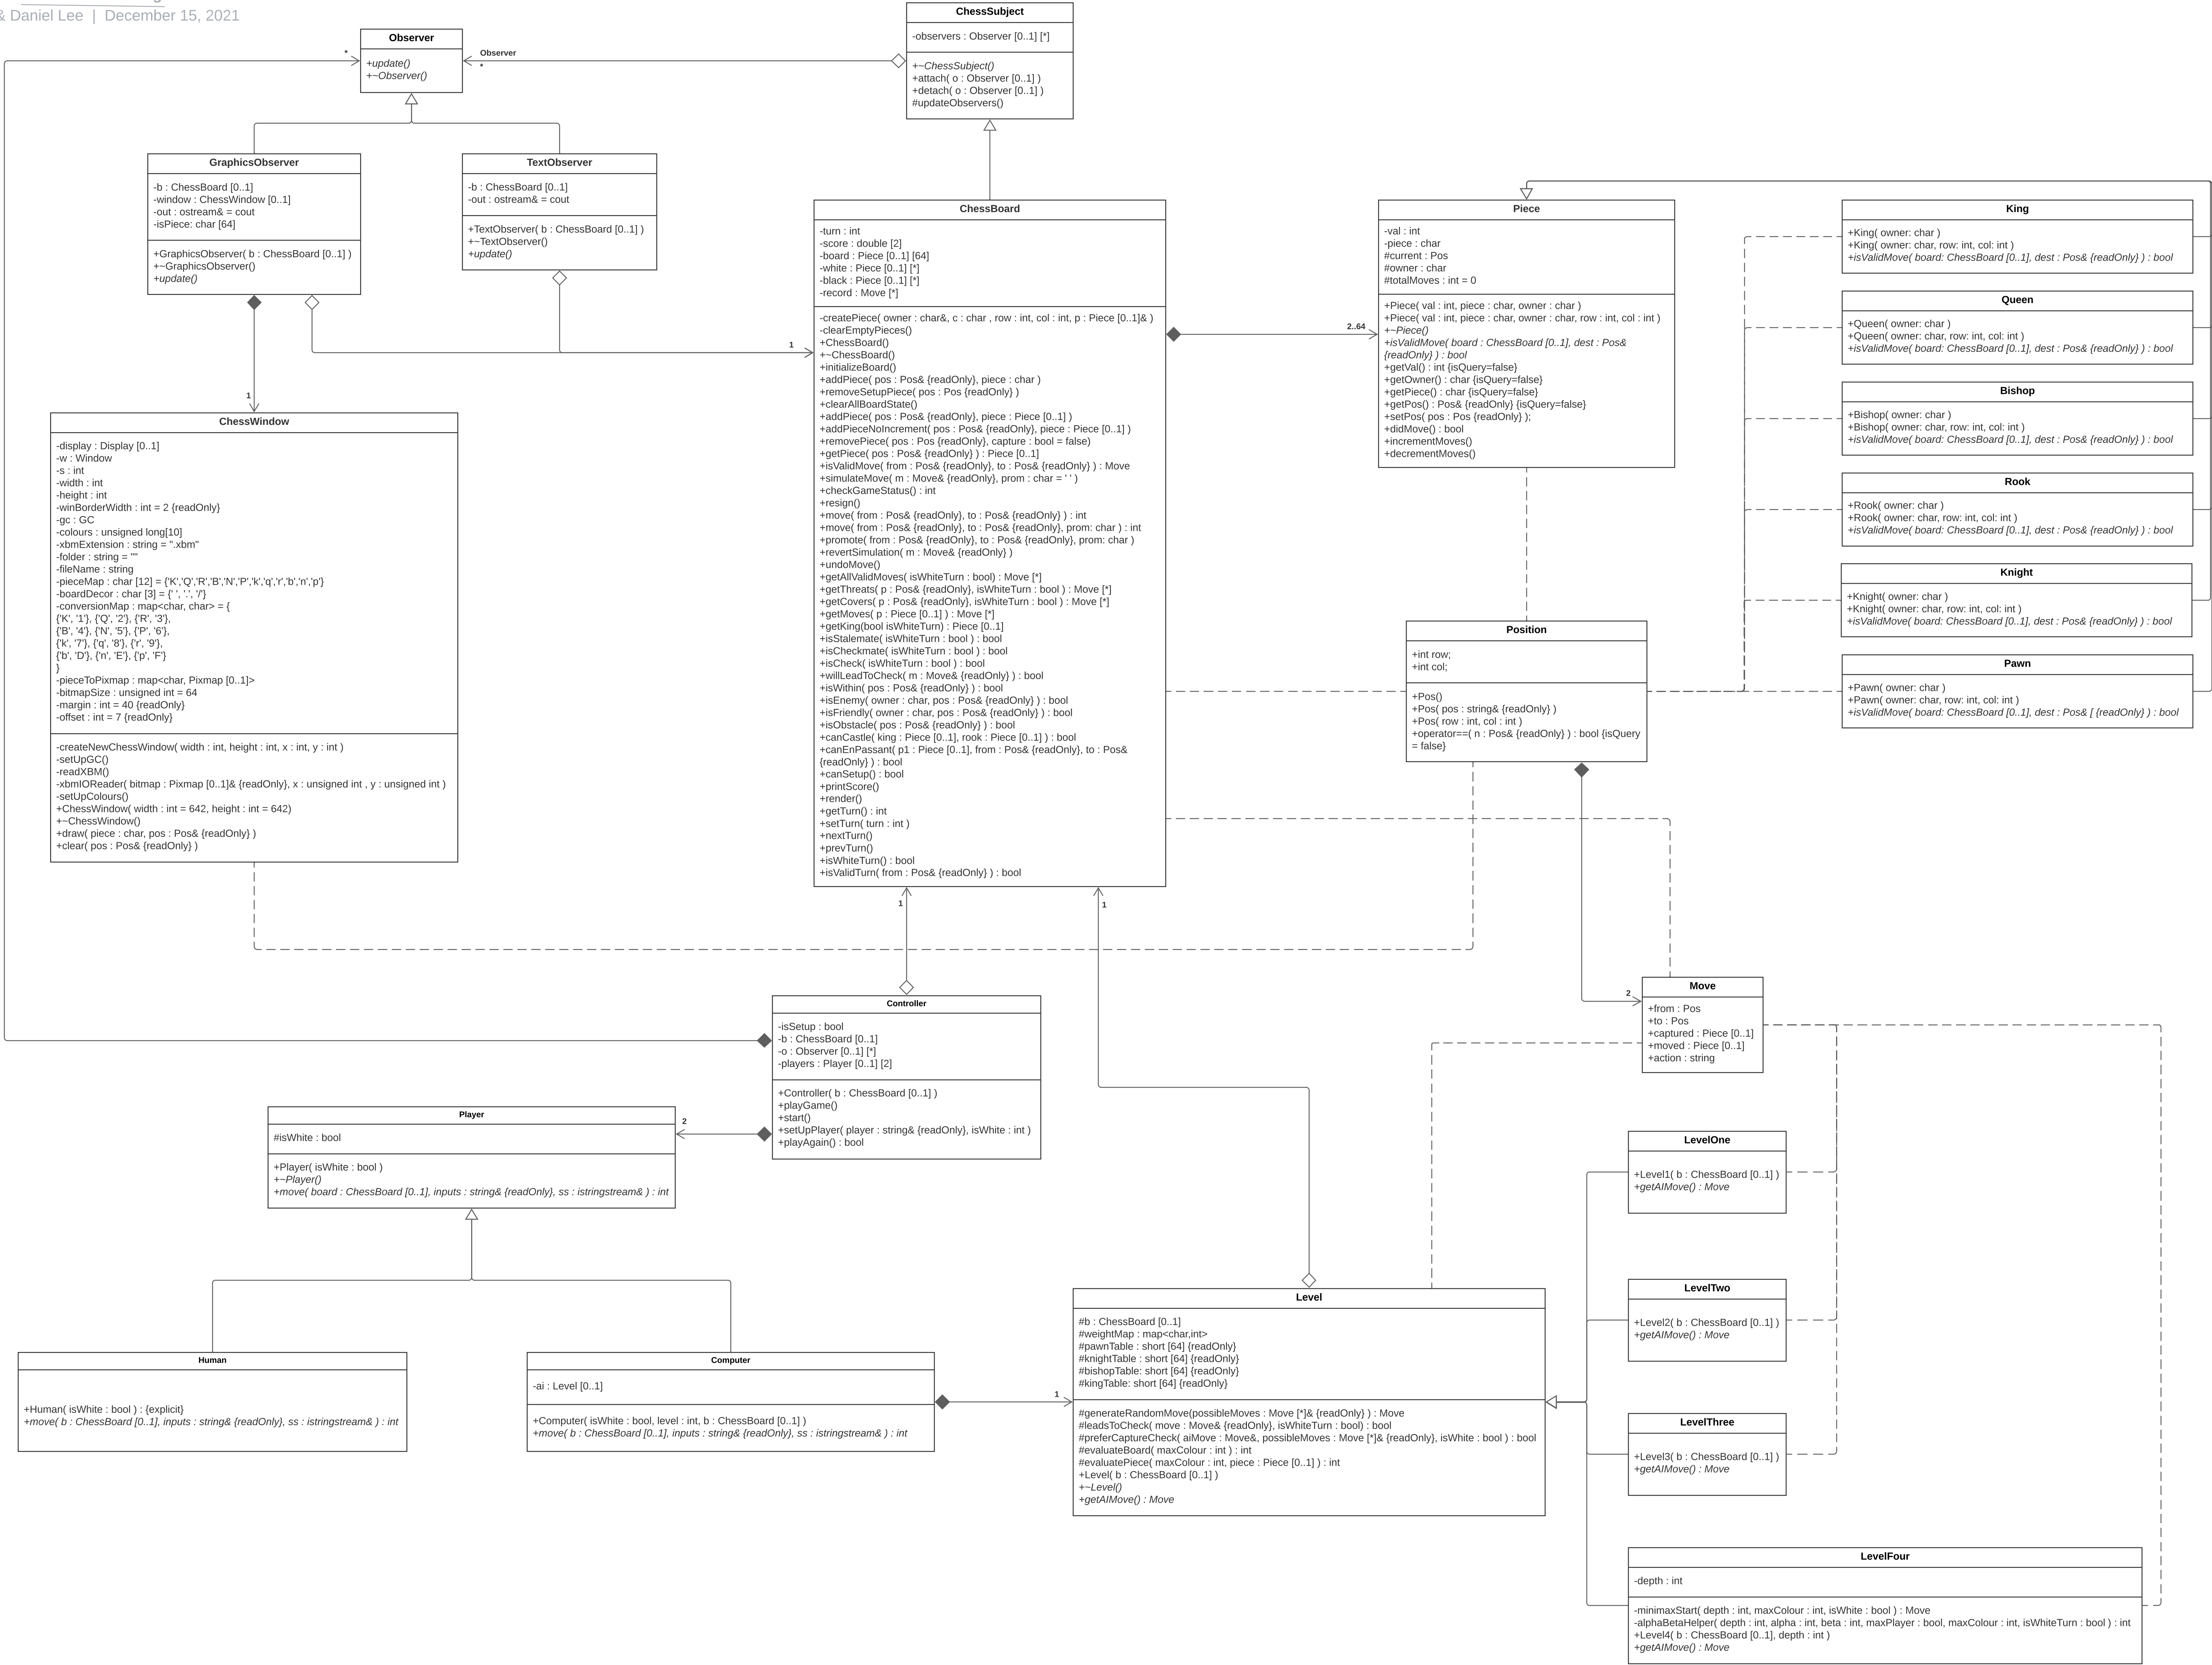 & Daniel Lee | December 15, 2021
Observer
+update()
+~Observer()
*
Observer
*
ChessSubject
-observers : Observer [0..1] [*]
+~ChessSubject()
+attach( o : Observer [0..1] )
+detach( o : Observer [0..1] )
#updateObservers()
GraphicsObserver
-b : ChessBoard [0..1]
-window : ChessWindow [0..1]
-out : ostream& = cout
-isPiece: char [64]
+GraphicsObserver( b : ChessBoard [0..1] )
+~GraphicsObserver()
+update()
TextObserver
-b : ChessBoard [0..1]
-out : ostream& = cout
+TextObserver( b : ChessBoard [0..1] )
+~TextObserver()
+update()
1
1
ChessWindow
-display : Display [0..1]
-w : Window
-s : int
-width : int
-height : int
-winBorderWidth : int = 2 {readOnly}
-gc : GC
-colours : unsigned long[10]
-xbmExtension : string = ".xbm"
-folder : string = ""
-fileName : string
-pieceMap : char [12] = {'K','Q','R','B','N','P','k','q','r','b','n','p'}
-boardDecor : char [3] = {' ', '.', '/'}
-conversionMap : map<char, char> = {
{'K', '1'}, {'Q', '2'}, {'R', '3'},
{'B', '4'}, {'N', '5'}, {'P', '6'},
{'k', '7'}, {'q', '8'}, {'r', '9'},
{'b', 'D'}, {'n', 'E'}, {'p', 'F'}
}
-pieceToPixmap : map<char, Pixmap [0..1]>
-bitmapSize : unsigned int = 64
-margin : int = 40 {readOnly}
-offset : int = 7 {readOnly}
-createNewChessWindow( width : int, height : int, x : int, y : int )
-setUpGC()
-readXBM()
-xbmIOReader( bitmap : Pixmap [0..1]& {readOnly}, x : unsigned int , y : unsigned int )
-setUpColours()
+ChessWindow( width : int = 642, height : int = 642)
+~ChessWindow()
+draw( piece : char, pos : Pos& {readOnly} )
+clear( pos : Pos& {readOnly} )
ChessBoard
-turn : int
-score : double [2]
-board : Piece [0..1] [64]
-white : Piece [0..1] [*]
-black : Piece [0..1] [*]
-record : Move [*]
-createPiece( owner : char&, c : char , row : int, col : int, p : Piece [0..1]& )
-clearEmptyPieces()
+ChessBoard()
+~ChessBoard()
+initializeBoard()
+addPiece( pos : Pos& {readOnly}, piece : char )
+removeSetupPiece( pos : Pos {readOnly} )
+clearAllBoardState()
+addPiece( pos : Pos& {readOnly}, piece : Piece [0..1] )
+addPieceNoIncrement( pos : Pos& {readOnly}, piece : Piece [0..1] )
+removePiece( pos : Pos {readOnly}, capture : bool = false)
+getPiece( pos : Pos& {readOnly} ) : Piece [0..1]
+isValidMove( from : Pos& {readOnly}, to : Pos& {readOnly} ) : Move
+simulateMove( m : Move& {readOnly}, prom : char = ' ' )
+checkGameStatus() : int
+resign()
+move( from : Pos& {readOnly}, to : Pos& {readOnly} ) : int
+move( from : Pos& {readOnly}, to : Pos& {readOnly}, prom: char ) : int
+promote( from : Pos& {readOnly}, to : Pos& {readOnly}, prom: char )
+revertSimulation( m : Move& {readOnly} )
+undoMove()
+getAllValidMoves( isWhiteTurn : bool) : Move [*]
+getThreats( p : Pos& {readOnly}, isWhiteTurn : bool ) : Move [*]
+getCovers( p : Pos& {readOnly}, isWhiteTurn : bool ) : Move [*]
+getMoves( p : Piece [0..1] ) : Move [*]
+getKing(bool isWhiteTurn) : Piece [0..1]
+isStalemate( isWhiteTurn : bool ) : bool
+isCheckmate( isWhiteTurn : bool ) : bool
+isCheck( isWhiteTurn : bool ) : bool
+willLeadToCheck( m : Move& {readOnly} ) : bool
+isWithin( pos : Pos& {readOnly} ) : bool
+isEnemy( owner : char, pos : Pos& {readOnly} ) : bool
+isFriendly( owner : char, pos : Pos& {readOnly} ) : bool
+isObstacle( pos : Pos& {readOnly} ) : bool
+canCastle( king : Piece [0..1], rook : Piece [0..1] ) : bool
+canEnPassant( p1 : Piece [0..1], from : Pos& {readOnly}, to : Pos&
{readOnly} ) : bool
+canSetup() : bool
+printScore()
+render()
+getTurn() : int
+setTurn( turn : int )
+nextTurn()
+prevTurn()
+isWhiteTurn() : bool
+isValidTurn( from : Pos& {readOnly} ) : bool
2..64
Piece
-val : int
-piece : char
#current : Pos
#owner : char
#totalMoves : int = 0
+Piece( val : int, piece : char, owner : char )
+Piece( val : int, piece : char, owner : char, row : int, col : int )
+~Piece()
+isValidMove( board : ChessBoard [0..1], dest : Pos&
{readOnly} ) : bool
+getVal() : int {isQuery=false}
+getOwner() : char {isQuery=false}
+getPiece() : char {isQuery=false}
+getPos() : Pos& {readOnly} {isQuery=false}
+setPos( pos : Pos {readOnly} );
+didMove() : bool
+incrementMoves()
+decrementMoves()
King
+King( owner: char )
+King( owner: char, row: int, col: int )
+isValidMove( board: ChessBoard [0..1], dest : Pos& {readOnly} ) : bool
Queen
+Queen( owner: char )
+Queen( owner: char, row: int, col: int )
+isValidMove( board: ChessBoard [0..1], dest : Pos& {readOnly} ) : bool
Bishop
+Bishop( owner: char )
+Bishop( owner: char, row: int, col: int )
+isValidMove( board: ChessBoard [0..1], dest : Pos& {readOnly} ) : bool
Rook
+Rook( owner: char )
+Rook( owner: char, row: int, col: int )
+isValidMove( board: ChessBoard [0..1], dest : Pos& {readOnly} ) : bool
Knight
+Knight( owner: char )
+Knight( owner: char, row: int, col: int )
+isValidMove( board: ChessBoard [0..1], dest : Pos& {readOnly} ) : bool
Pawn
+Pawn( owner: char )
+Pawn( owner: char, row: int, col: int )
+isValidMove( board: ChessBoard [0..1], dest : Pos& [ {readOnly} ) : bool
Position
+int row;
+int col;
+Pos()
+Pos( pos : string& {readOnly} )
+Pos( row : int, col : int )
+operator==( n : Pos& {readOnly} ) : bool {isQuery
= false}
1
1
2
Move
+from : Pos
+to : Pos
+captured : Piece [0..1]
+moved : Piece [0..1]
+action : string
Controller
-isSetup : bool
-b : ChessBoard [0..1]
-o : Observer [0..1] [*]
-players : Player [0..1] [2]
+Controller( b : ChessBoard [0..1] )
+playGame()
+start()
+setUpPlayer( player : string& {readOnly}, isWhite : int )
+playAgain() : bool
2
Player
#isWhite : bool
+Player( isWhite : bool )
+~Player()
+move( board : ChessBoard [0..1], inputs : string& {readOnly}, ss : istringstream& ) : int
Human
+Human( isWhite : bool ) : {explicit}
+move( b : ChessBoard [0..1], inputs : string& {readOnly}, ss : istringstream& ) : int
Computer
-ai : Level [0..1]
+Computer( isWhite : bool, level : int, b : ChessBoard [0..1] )
+move( b : ChessBoard [0..1], inputs : string& {readOnly}, ss : istringstream& ) : int
1
Level
#b : ChessBoard [0..1]
#weightMap : map<char,int>
#pawnTable : short [64] {readOnly}
#knightTable : short [64] {readOnly}
#bishopTable: short [64] {readOnly}
#kingTable: short [64] {readOnly}
#generateRandomMove(possibleMoves : Move [*]& {readOnly} ) : Move
#leadsToCheck( move : Move& {readOnly}, isWhiteTurn : bool) : bool
#preferCaptureCheck( aiMove : Move&, possibleMoves : Move [*]& {readOnly}, isWhite : bool ) : bool
#evaluateBoard( maxColour : int ) : int
#evaluatePiece( maxColour : int, piece : Piece [0..1] ) : int
+Level( b : ChessBoard [0..1] )
+~Level()
+getAIMove() : Move
LevelOne
+Level1( b : ChessBoard [0..1] )
+getAIMove() : Move
LevelTwo
+Level2( b : ChessBoard [0..1] )
+getAIMove() : Move
LevelThree
+Level3( b : ChessBoard [0..1] )
+getAIMove() : Move
LevelFour
-depth : int
-minimaxStart( depth : int, maxColour : int, isWhite : bool ) : Move
-alphaBetaHelper( depth : int, alpha : int, beta : int, maxPlayer : bool, maxColour : int, isWhiteTurn : bool ) : int
+Level4( b : ChessBoard [0..1], depth : int )
+getAIMove() : Move